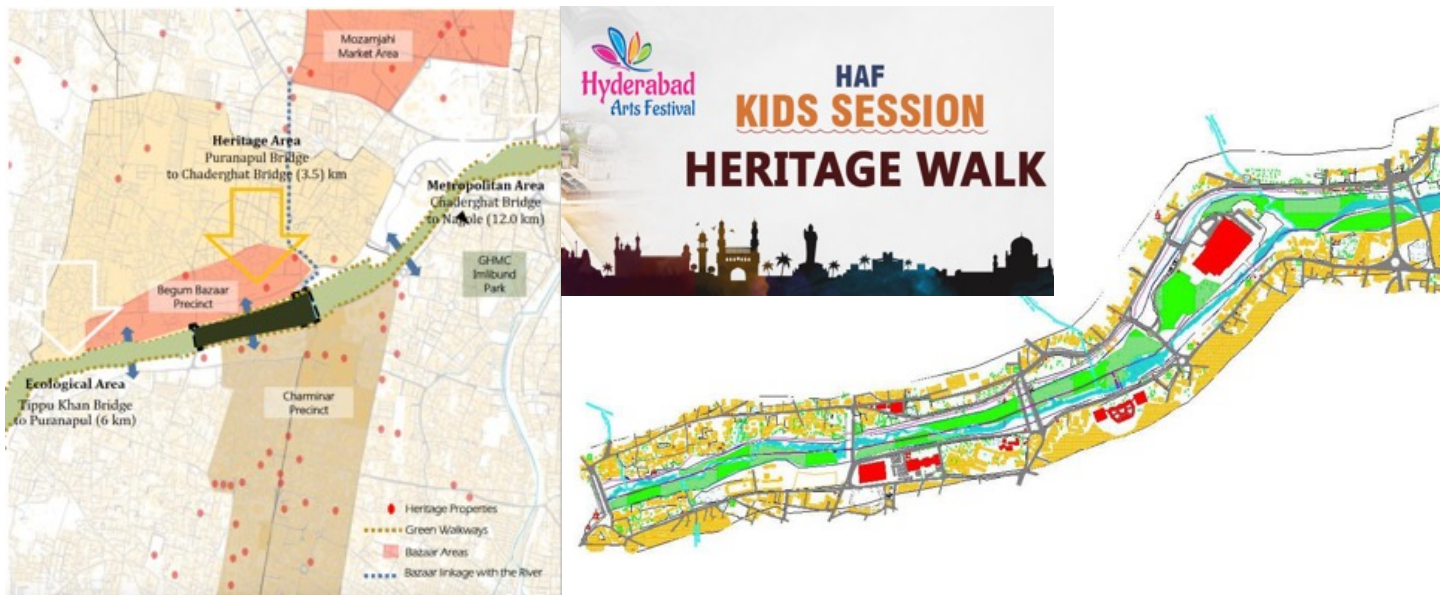 Mozamjahi
Market Area
Heritage Area
Puranapul Bridge
to Chaderghat Bridge (3.5) km
Metropolitan Area
Chaderghat Bridge
to Nagole (12.0 km)
GHMC
Imlibund
Park
Begum Bazaar
Precinct
Ecological Area
Tippu Khan Bridge
to Puranapul (6 km)
Charminar
Precinct
Heritage Properties
Green Walkways
Bazaar Areas
Bazaar linkage with the River
Hyderabad
Arts Festival
HAF
KIDS SESSION
HERITAGE WALK